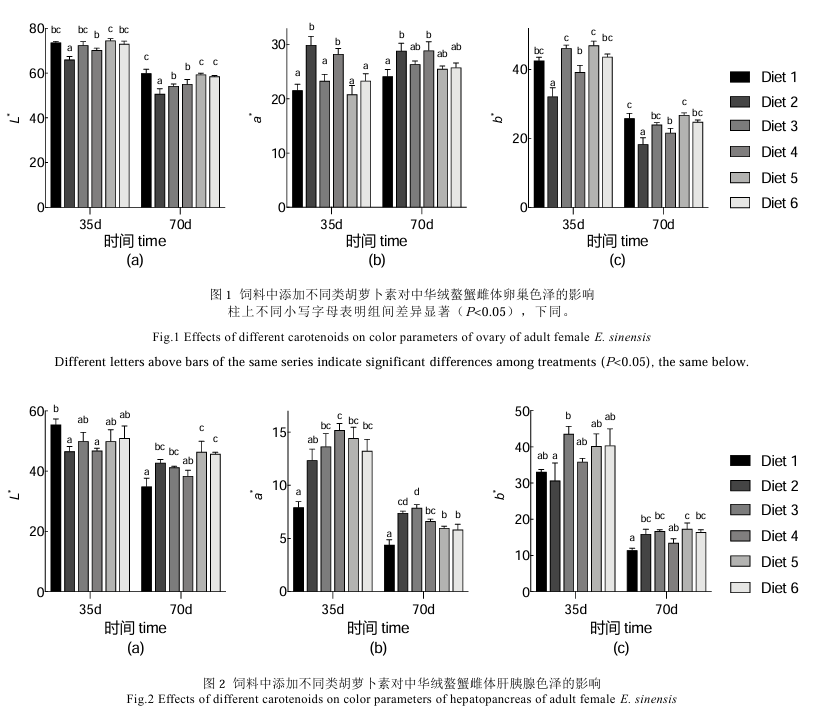 80
60
40
20
0
L*
bc
a
bc
b
c
bc
c
a
b
b
c
c
35d
70d
时间 time
(a)
30
20
10
0
a*
a
b
a
b
a
a
a
b
ab
b
ab
ab
35d
70d
时间 time
(b)
40
20
0
b*
bc
a
c
b
c
bc
c
a
bc
b
c
bc
35d
70d
时间 time
(c)
Diet 1
Diet 2
Diet 3
Diet 4
Diet 5
Diet 6
图 1 饲料中添加不同类胡萝卜素对中华绒螯蟹雌体卵巢色泽的影响
柱上不同小写字母表明组间差异显著（P<0.05），下同。
Fig.1 Effects of different carotenoids on color parameters of ovary of adult female E. sinensis
Different letters above bars of the same series indicate significant differences among treatments (P<0.05), the same below.
60
40
20
0
L*
b
a
ab
a
ab
ab
a
bc
bc
ab
c
c
35d
70d
时间 time
(a)
15
10
5
0
a*
a
ab
bc
c
bc
bc
a
cd
d
bc
b
b
35d
70d
时间 time
(b)
50
40
30
20
10
0
b*
ab
a
b
ab
ab
ab
a
bc
bc
ab
c
bc
35d
70d
时间 time
(c)
Diet 1
Diet 2
Diet 3
Diet 4
Diet 5
Diet 6
图 2 饲料中添加不同类胡萝卜素对中华绒螯蟹雌体肝胰腺色泽的影响
Fig.2 Effects of different carotenoids on color parameters of hepatopancreas of adult female E. sinensis